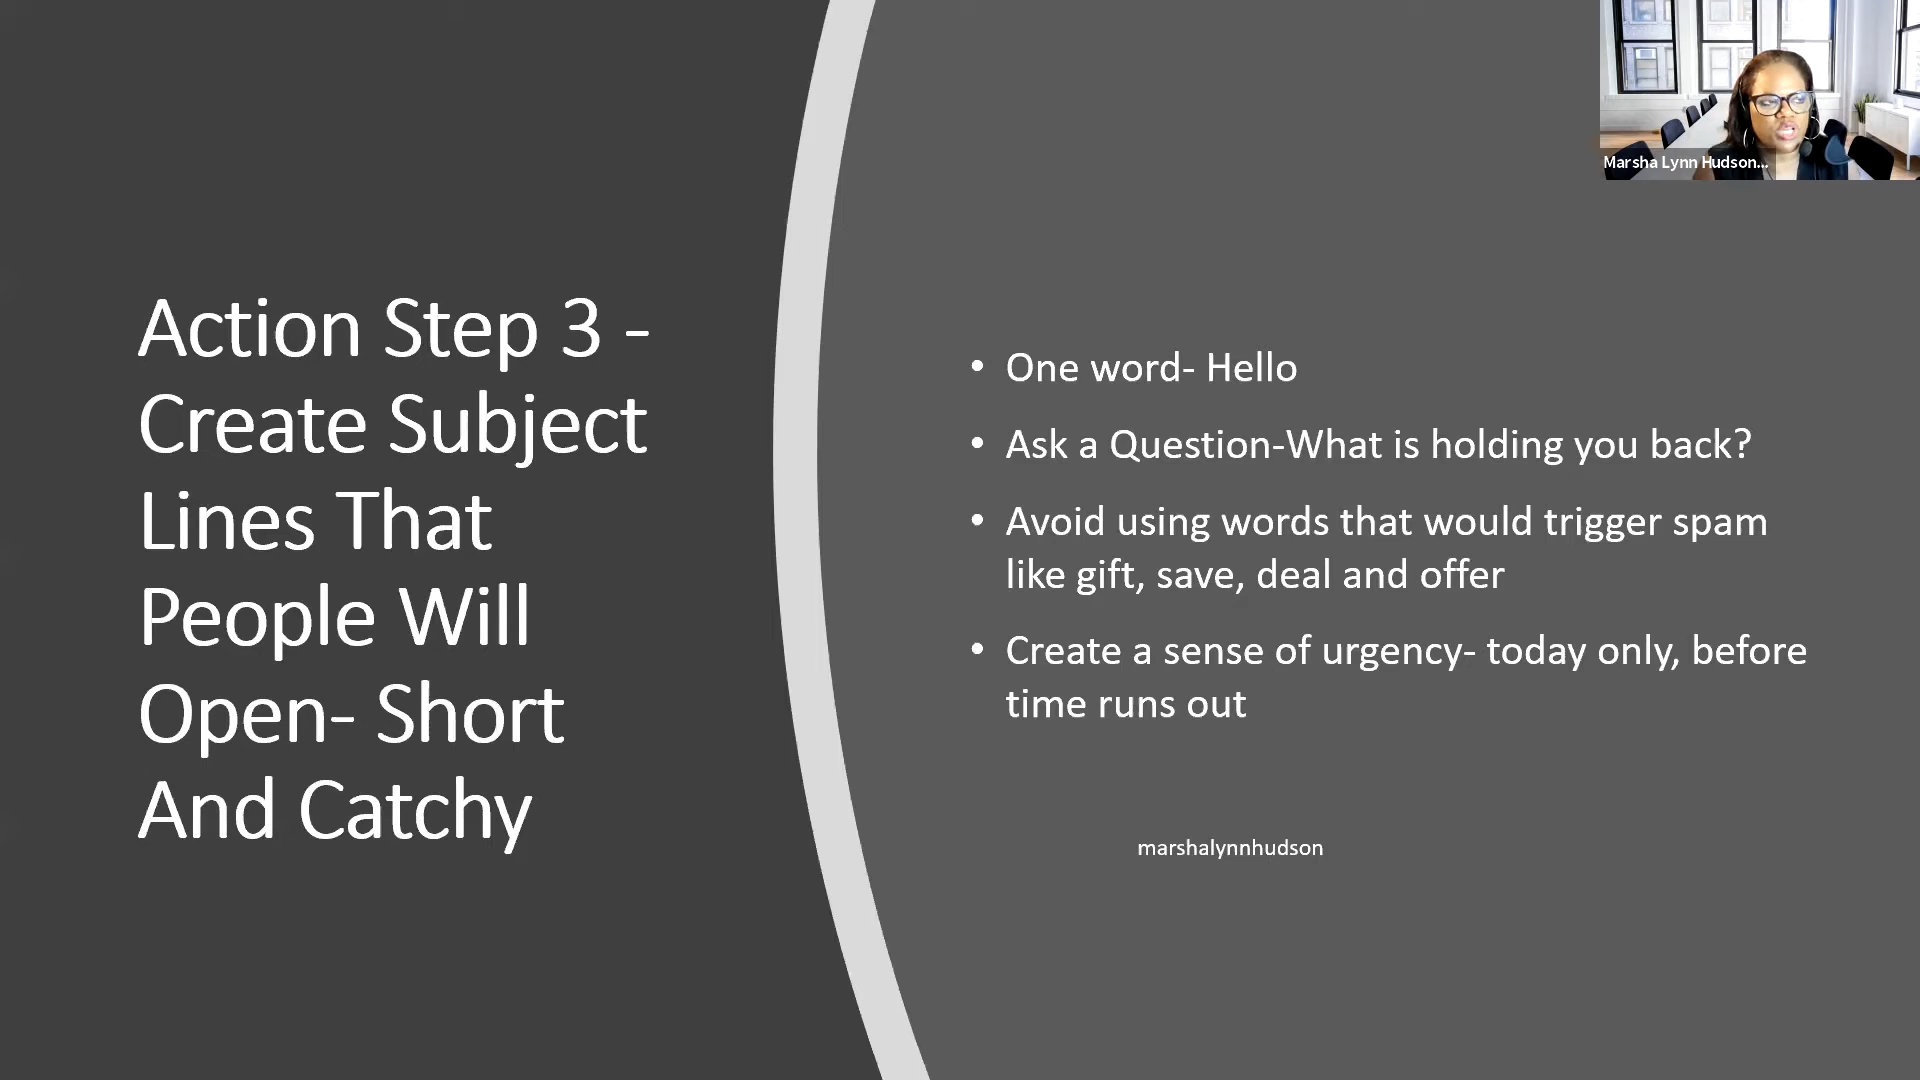 Action Step 3 -
Create Subject
Lines That
People Will
Open- Short
And Catchy
• One word- Hello
• Ask a Question-What is holding you back?
• Avoid using words that would trigger spam
like gift, save, deal and offer
• Create a sense of urgency- today only, before
time runs out
marshalynnhudson
Marsha Lynn Hudson...